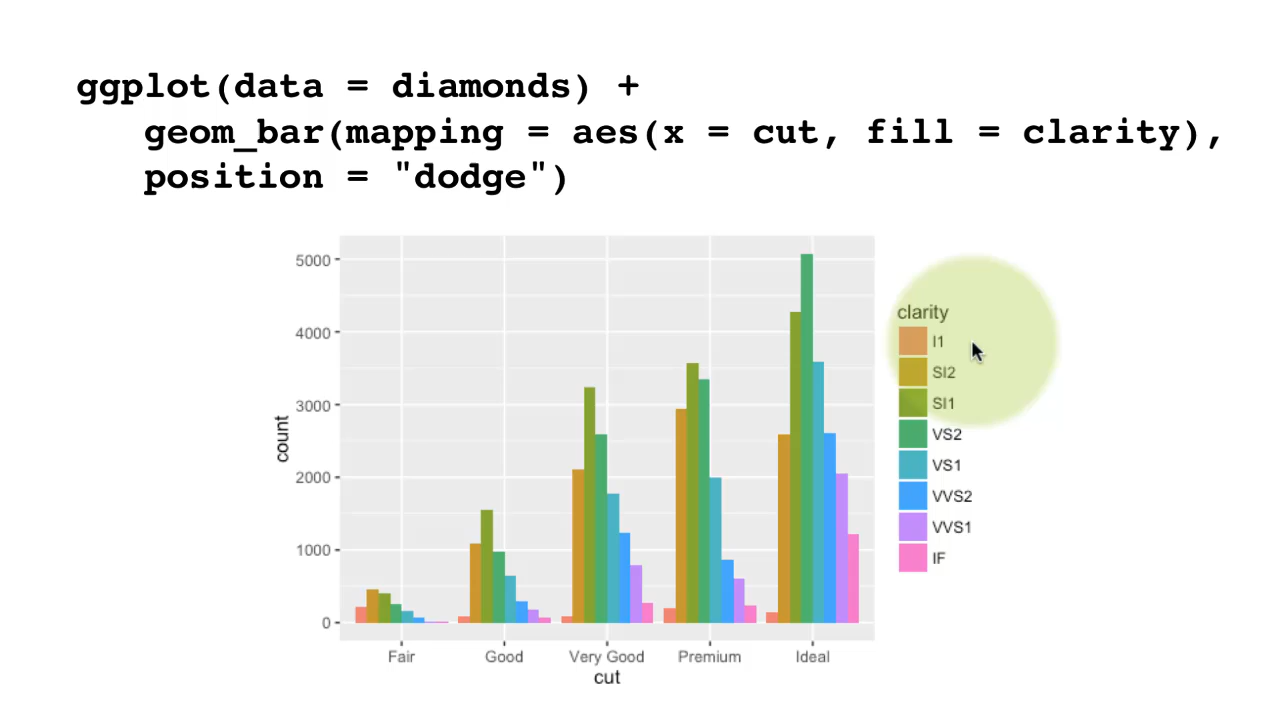 ggplot(data = diamonds) +
geom_bar(mapping = aes(x = cut, fill = clarity),
position = "dodge")
5000
4000
3000
2000
1000
0
count
Fair Good Very Good Premium Ideal
cut
clarity
I1
SI2
SI1
VS2
VS1
VVS2
VVS1
IF